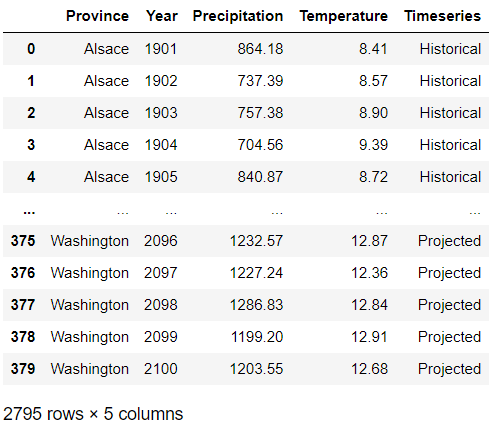 Province Year Precipitation Temperature Timeseries
0 Alsace 1901 864.18 8.41 Historical
1 Alsace 1902 737.39 8.57 Historical
2 Alsace 1903 757.38 8.90 Historical
3 Alsace 1904 704.56 9.39 Historical
4 Alsace 1905 840.87 8.72 Historical
... ... ... ... ... ...
375 Washington 2096 1232.57 12.87 Projected
376 Washington 2097 1227.24 12.36 Projected
377 Washington 2098 1286.83 12.84 Projected
378 Washington 2099 1199.20 12.91 Projected
379 Washington 2100 1203.55 12.68 Projected
2795 rows × 5 columns